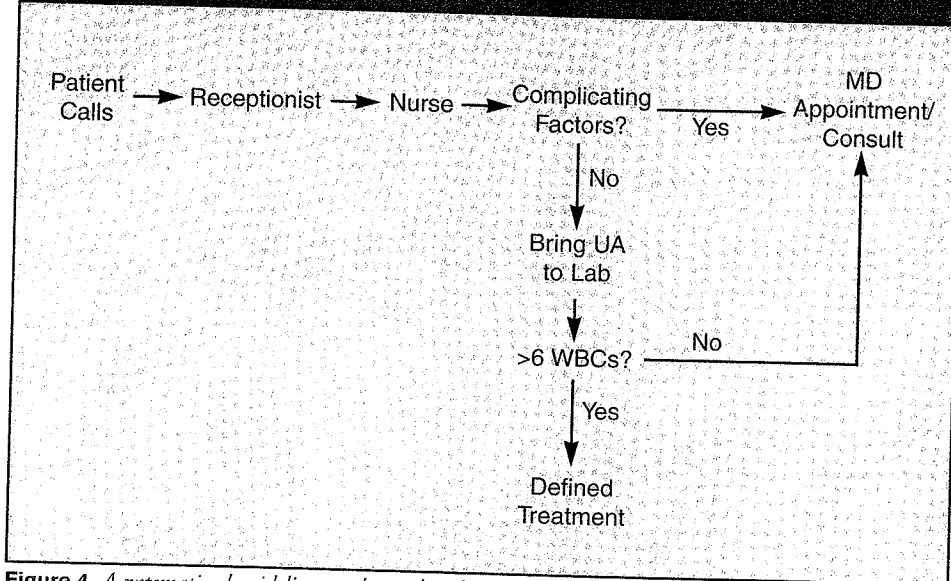 Patient
Calls
Receptionist
Nurse
Complicating
Factors?
Yes
MD
Appointment/
Consult
No
Bring UA
to Lab
>6 WBCs?
No
Yes
Defined
Treatment
Figure 4